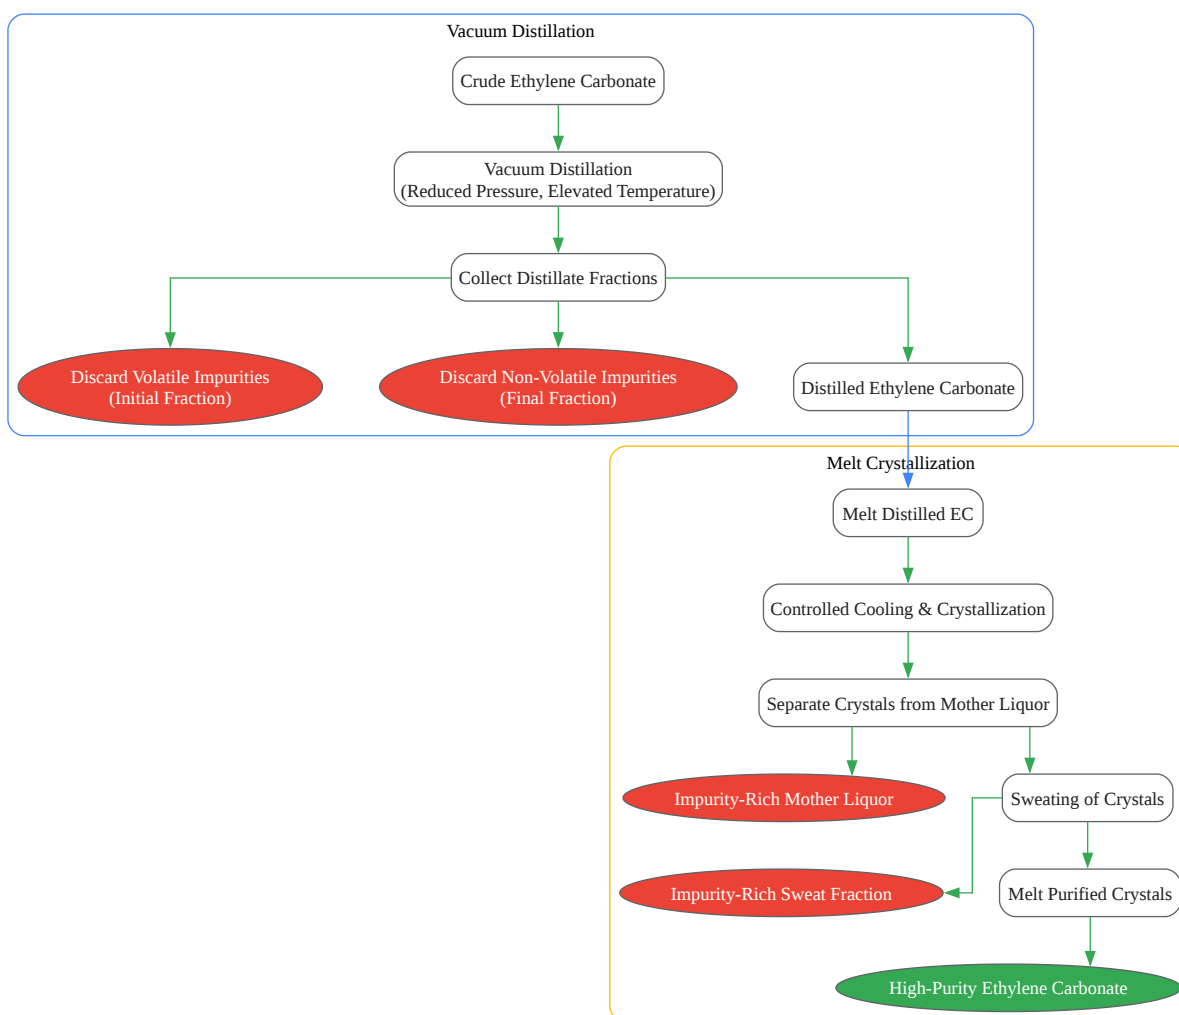 Vacuum Distillation
Crude Ethylene Carbonate
Vacuum Distillation
(Reduced Pressure, Elevated Temperature)
Collect Distillate Fractions
Discard Volatile Impurities
(Initial Fraction)
Discard Non-Volatile Impurities
(Final Fraction)
Distilled Ethylene Carbonate
Melt Crystallization
Melt Distilled EC
Controlled Cooling & Crystallization
Separate Crystals from Mother Liquor
Impurity-Rich Mother Liquor
Sweating of Crystals
Impurity-Rich Sweat Fraction
Melt Purified Crystals
High-Purity Ethylene Carbonate